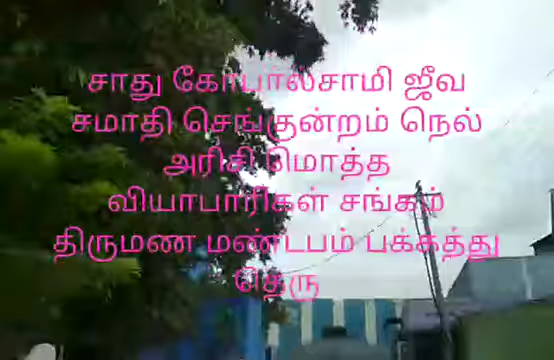 சாது கோபால்சாமி ஜீவ
சமாதி செங்குன்றம் நெல்
அரிசி மொத்த
வியாபாரிகள் சங்கம்
திருமண மண்டபம் பக்கத்து
தெரு